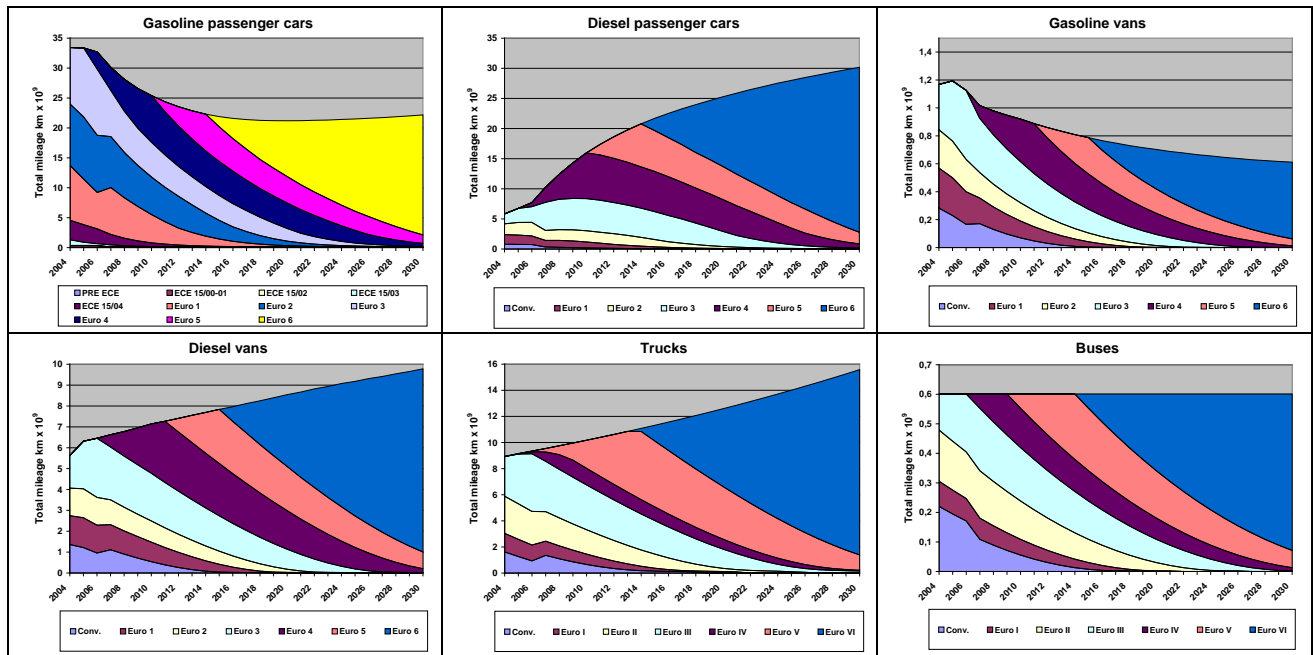 Gasoline passenger cars
Total mileage km x 10⁹
35
30
25
20
15
10
5
0
2004 2006 2008 2010 2012 2014 2016 2018 2020 2022 2024 2026 2028 2030
PRE ECE ECE 15/00-01 ECE 15/02 ECE 15/03
ECE 15/04 Euro 1 Euro 2 Euro 3
Euro 4 Euro 5 Euro 6
Diesel passenger cars
Total mileage km x 10⁹
35
30
25
20
15
10
5
0
2004 2006 2008 2010 2012 2014 2016 2018 2020 2022 2024 2026 2028 2030
Conv. Euro 1 Euro 2 Euro 3 Euro 4 Euro 5 Euro 6
Gasoline vans
Total mileage km x 10⁹
1,4
1,2
1
0,8
0,6
0,4
0,2
0
2004 2006 2008 2010 2012 2014 2016 2018 2020 2022 2024 2026 2028 2030
Conv. Euro 1 Euro 2 Euro 3 Euro 4 Euro 5 Euro 6
Diesel vans
Total mileage km x 10⁹
10
9
8
7
6
5
4
3
2
1
0
2004 2006 2008 2010 2012 2014 2016 2018 2020 2022 2024 2026 2028 2030
Conv. Euro 1 Euro 2 Euro 3 Euro 4 Euro 5 Euro 6
Trucks
Total mileage km x 10⁹
16
14
12
10
8
6
4
2
0
2004 2006 2008 2010 2012 2014 2016 2018 2020 2022 2024 2026 2028 2030
Conv. Euro I Euro II Euro III Euro IV Euro V Euro VI
Buses
Total mileage km x 10⁹
0,7
0,6
0,5
0,4
0,3
0,2
0,1
0
2004 2006 2008 2010 2012 2014 2016 2018 2020 2022 2024 2026 2028 2030
Conv. Euro I Euro II Euro III Euro IV Euro V Euro VI